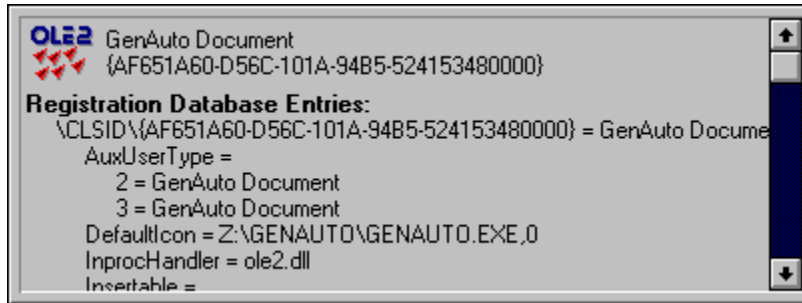 OLE2
GenAuto Document
{AF651A60-D56C-101A-94B5-524153480000}
Registration Database Entries:
\CLSID\{AF651A60-D56C-101A-94B5-524153480000} = GenAuto Docume
AuxUserType =
2 = GenAuto Document
3 = GenAuto Document
DefaultIcon = Z:\GENAUTO\GENAUTO.EXE,0
InprocHandler = ole2.dll
Insertable =